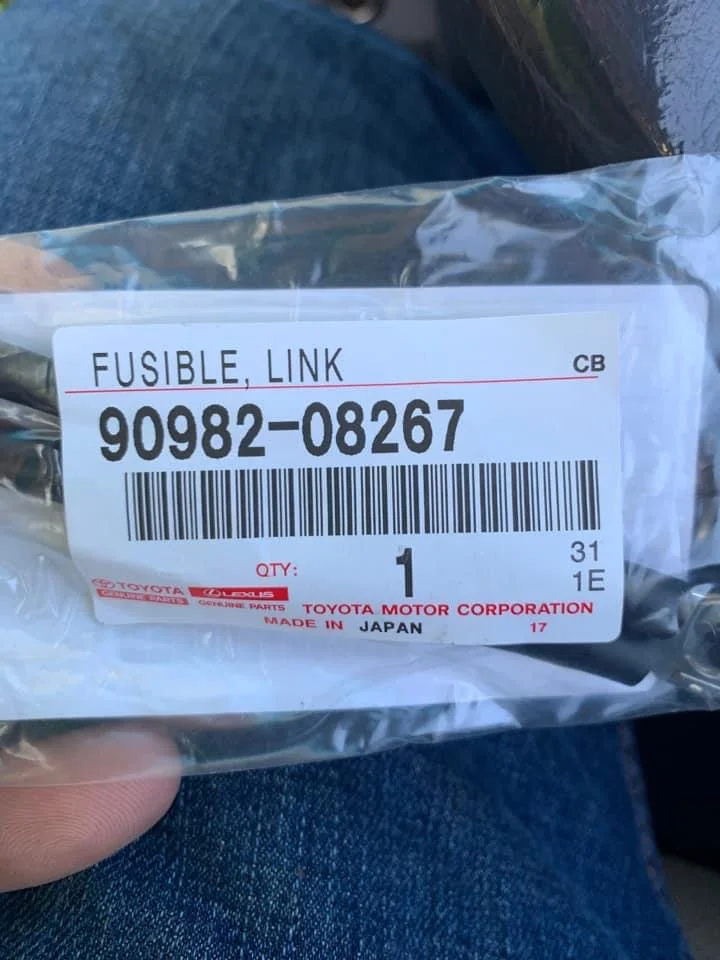 FUSIBLE, LINK
CB
90982-08267
QTY: 1
31
1E
TOYOTA
GENUINE PARTS
LEXUS
GENUINE PARTS
TOYOTA MOTOR CORPORATION
MADE IN JAPAN
17